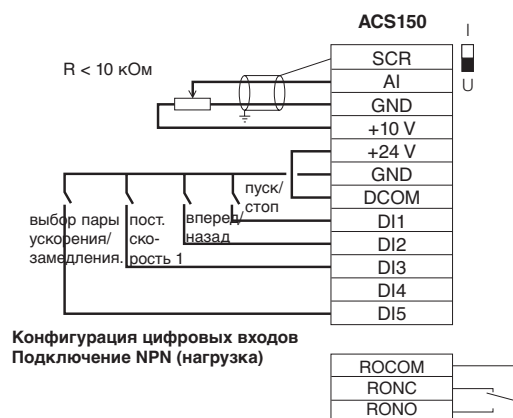 ACS150
I
U
R < 10 кОм
SCR
AI
GND
+10 V
+24 V
GND
DCOM
DI1
DI2
DI3
DI4
DI5
пуск/
стоп
вперед/
назад
пост.
ско-
рость 1
выбор пары
ускорения/
замедления.
Конфигурация цифровых входов
Подключение NPN (нагрузка)
ROCOM
RONC
RONO